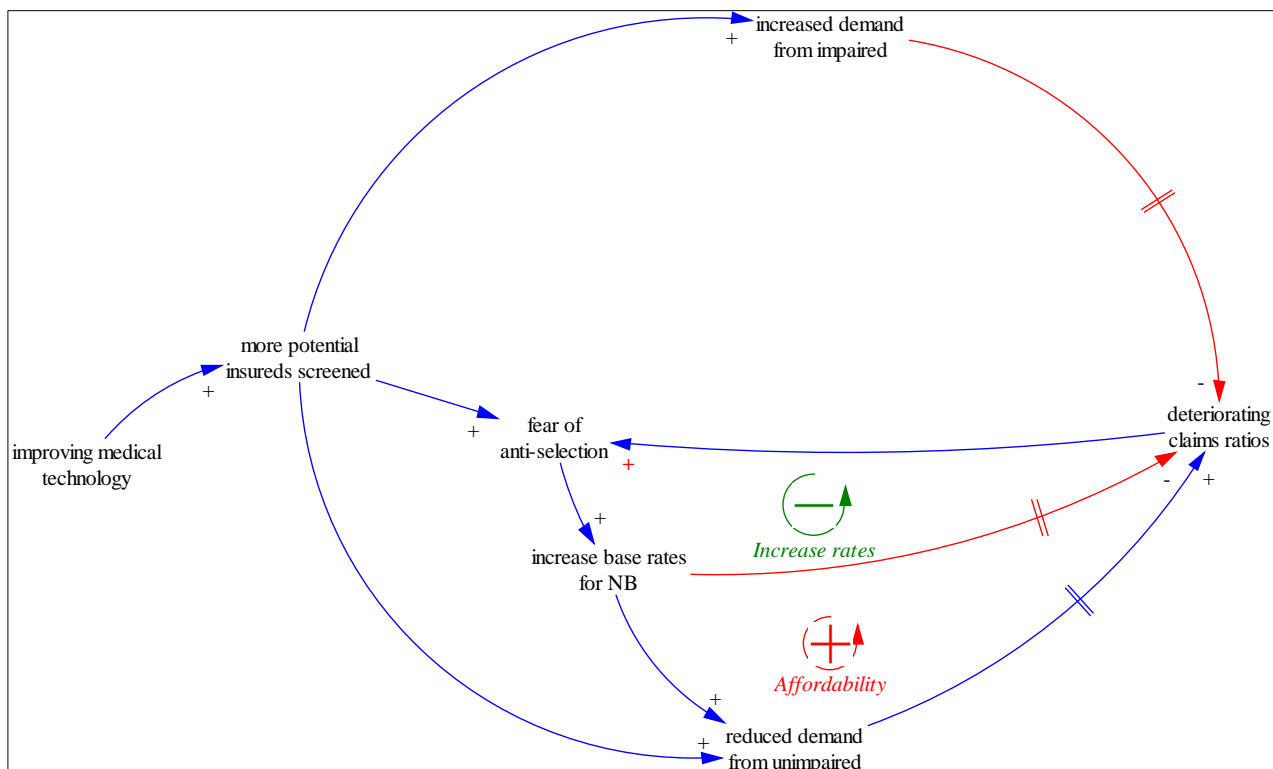 increased demand
from impaired
+
more potential
insureds screened
+
improving medical
technology
fear of
anti-selection
+
+
-
deteriorating
claims ratios
-
+
+
increase base rates
for NB
Increase rates
Affordability
+
+
reduced demand
from unimpaired